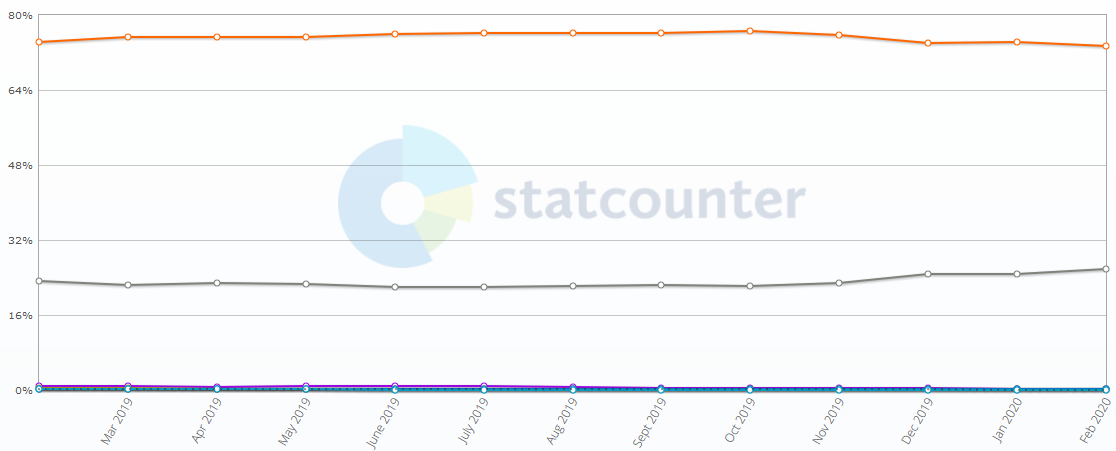 80%
64%
48%
statcounter
32%
16%
0%
Mar 2019
Apr 2019
May 2019
June 2019
July 2019
Aug 2019
Sept 2019
Oct 2019
Nov 2019
Dec 2019
Jan 2020
Feb 2020